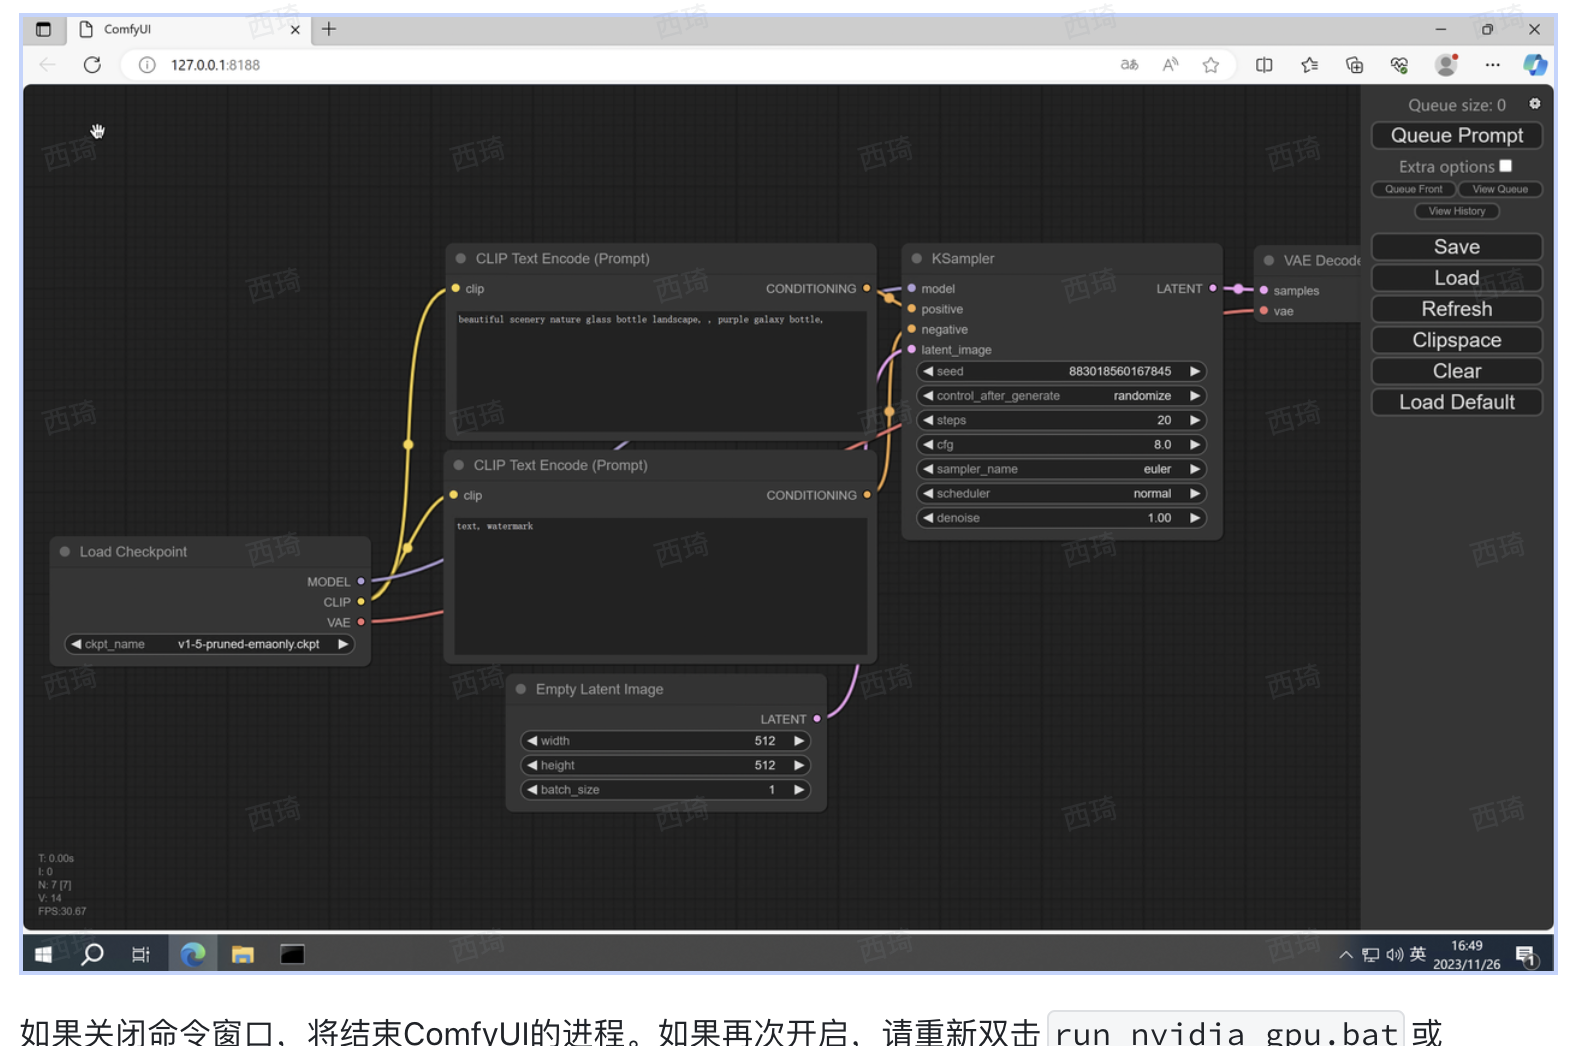 ComfyUI
127.0.0.1:8188
Queue size: 0
Queue Prompt
Extra options
Queue Front
View Queue
View History
Save
Load
Refresh
Clipspace
Clear
Load Default
CLIP Text Encode (Prompt)
clip
CONDITIONING
beautiful scenery nature glass bottle landscape, , purple galaxy bottle,
CLIP Text Encode (Prompt)
clip
CONDITIONING
text, watermark
KSampler
model
LATENT
positive
negative
latent_image
seed 883018560167845
control_after_generate randomize
steps 20
cfg 8.0
sampler_name euler
scheduler normal
denoise 1.00
VAE Decode
samples
vae
Load Checkpoint
MODEL
CLIP
VAE
ckpt_name v1-5-pruned-emaonly.ckpt
Empty Latent Image
LATENT
width 512
height 512
batch_size 1
T: 0.00s
I: 0
N: 7 [7]
V: 14
FPS:30.67
英
16:49
2023/11/26
1
西琦
如果关闭命令窗口，将结束ComfyUI的进程。如果再次开启，请重新双击 run_nvidia_gpu.bat 或